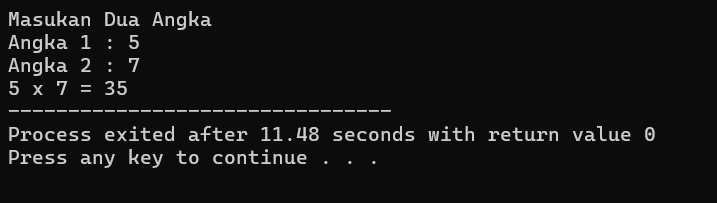 Masukan Dua Angka
Angka 1 : 5
Angka 2 : 7
5 x 7 = 35
--------------------------------
Process exited after 11.48 seconds with return value 0
Press any key to continue . . .